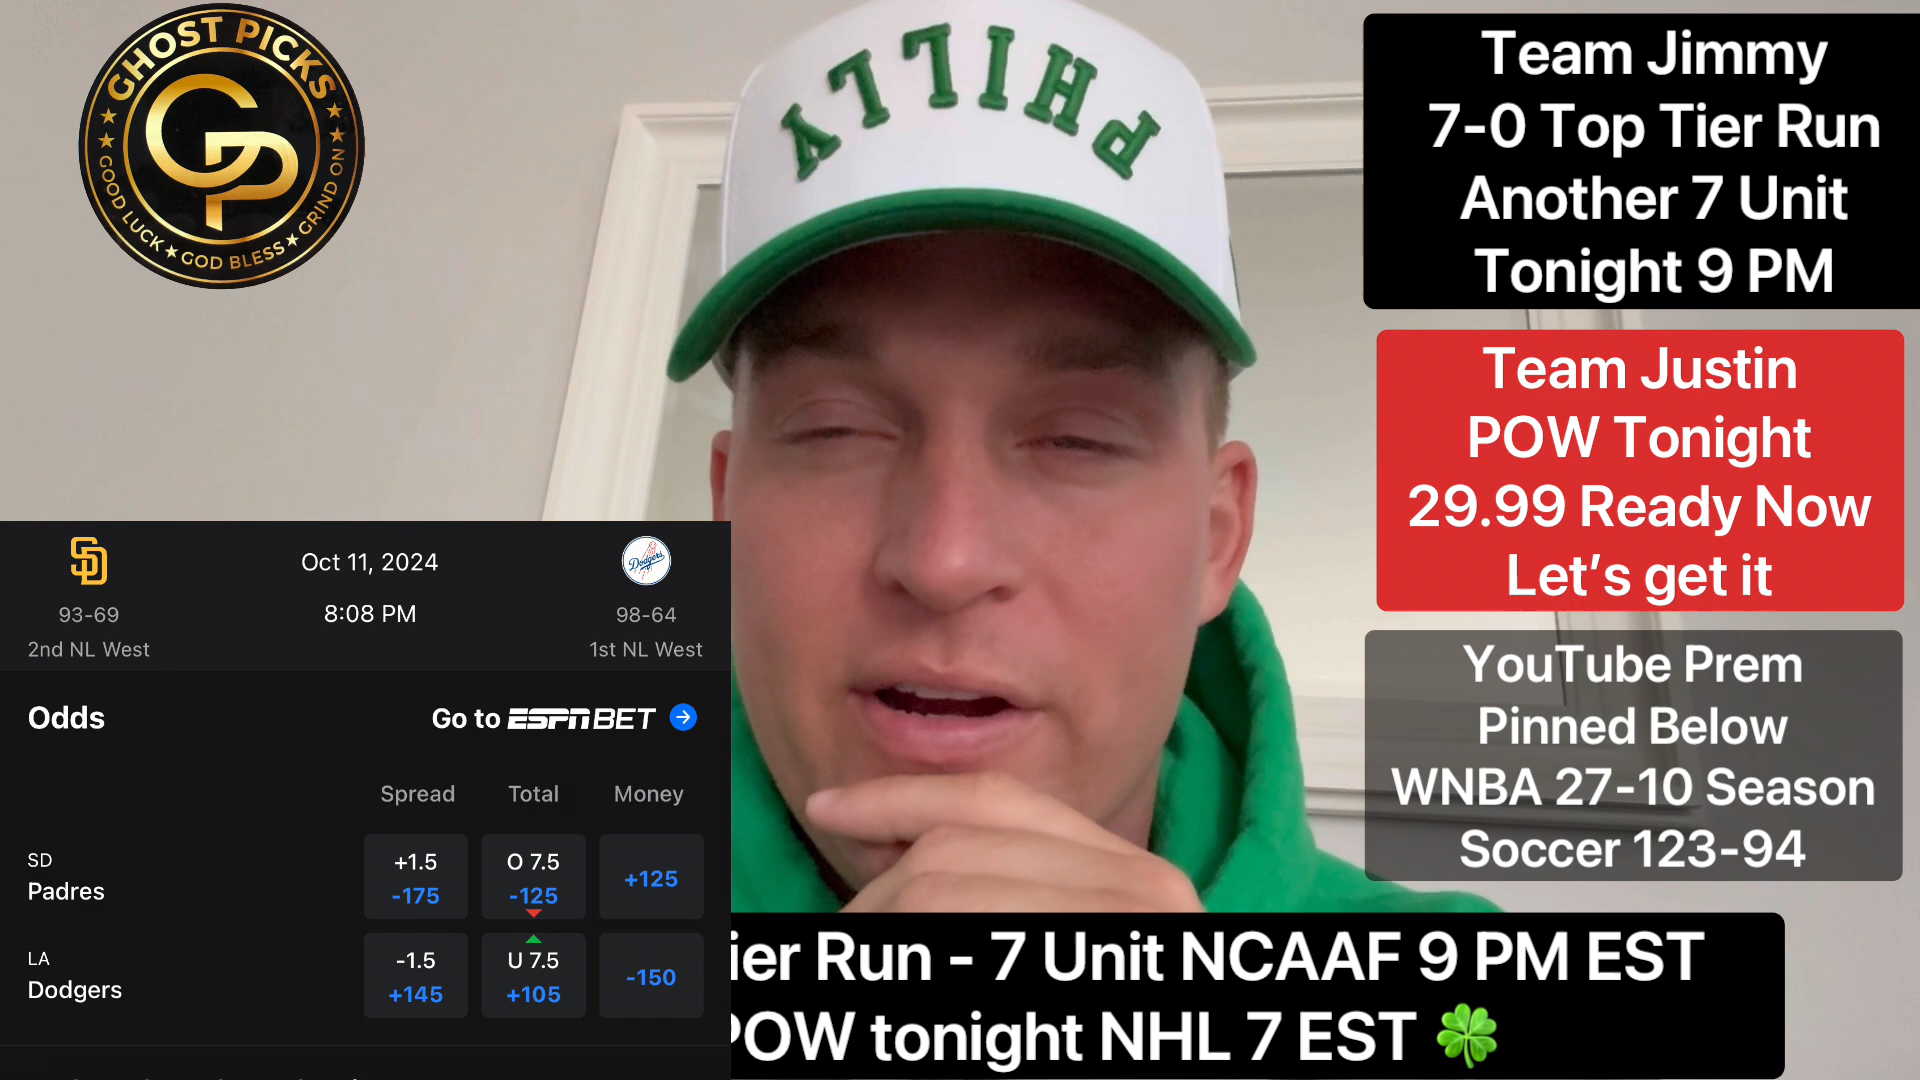 GHOST PICKS
GP
GOOD LUCK ★ GOD BLESS ★ GRIND ON
PHILLY
Team Jimmy
7-0 Top Tier Run
Another 7 Unit
Tonight 9 PM
Team Justin
POW Tonight
29.99 Ready Now
Let's get it
YouTube Prem
Pinned Below
WNBA 27-10 Season
Soccer 123-94
SD
Oct 11, 2024
Dodgers
93-69
8:08 PM
98-64
2nd NL West
1st NL West
Odds
Go to ESPN BET
Spread Total Money
SD
Padres
+1.5
-175
O 7.5
-125
+125
LA
Dodgers
-1.5
+145
U 7.5
+105
-150
Run - 7 Unit NCAAF 9 PM EST
POW tonight NHL 7 EST 🍀